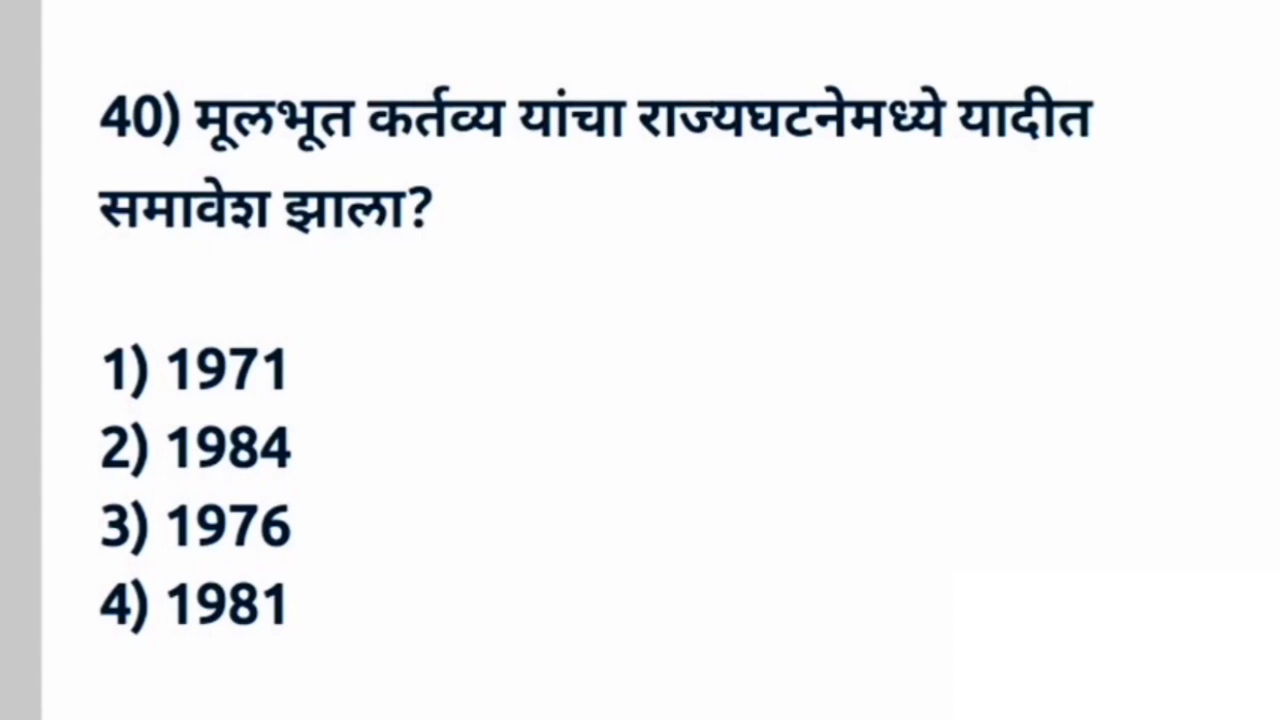 40) मूलभूत कर्तव्य यांचा राज्यघटनेमध्ये यादीत
समावेश झाला?
1) 1971
2) 1984
3) 1976
4) 1981